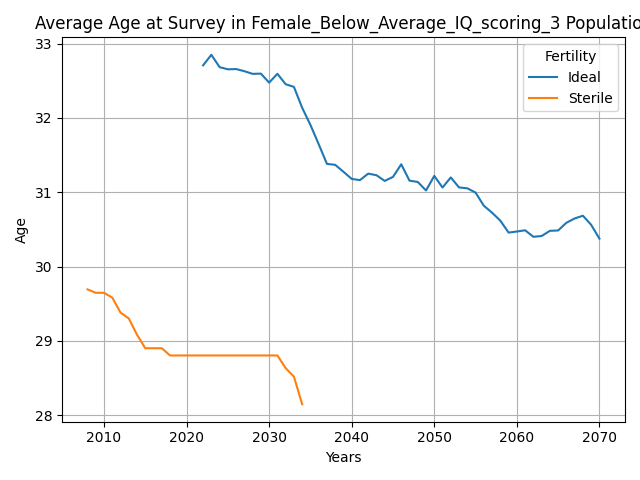 Average Age at Survey in Female_Below_Average_IQ_scoring_3 Populatio
33
32
31
30
29
28
Age
Fertility
Ideal
Sterile
2010 2020 2030 2040 2050 2060 2070
Years